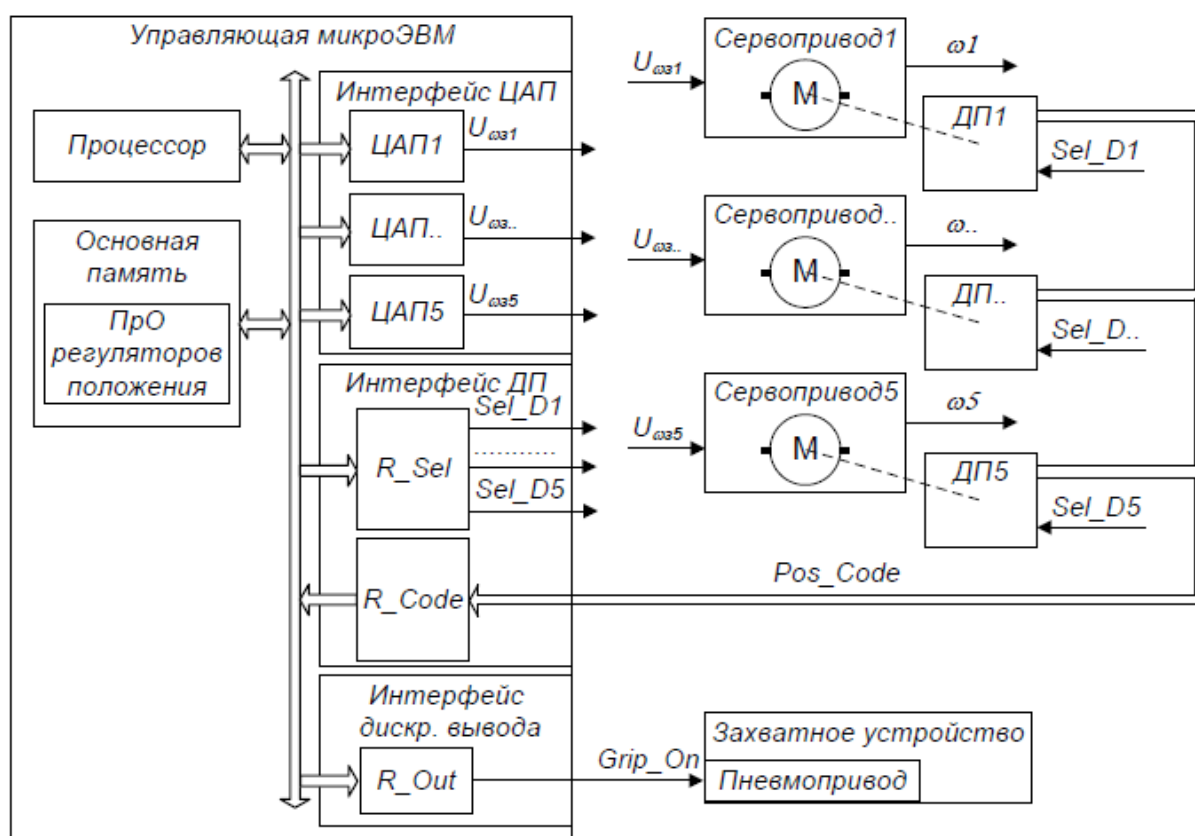 Управляющая микроЭВМ
Процессор
Основная
память
ПрО
регуляторов
положения
Интерфейс ЦАП
ЦАП1
Uωз1
ЦАП..
Uωз..
ЦАП5
Uωз5
Интерфейс ДП
R_Sel
Sel_D1
...........
Sel_D5
R_Code
Интерфейс
дискр. вывода
R_Out
Uωз1
Сервопривод1
M
ω1
ДП1
Sel_D1
Uωз..
Сервопривод..
M
ω..
ДП..
Sel_D..
Uωз5
Сервопривод5
M
ω5
ДП5
Sel_D5
Pos_Code
Grip_On
Захватное устройство
Пневмопривод